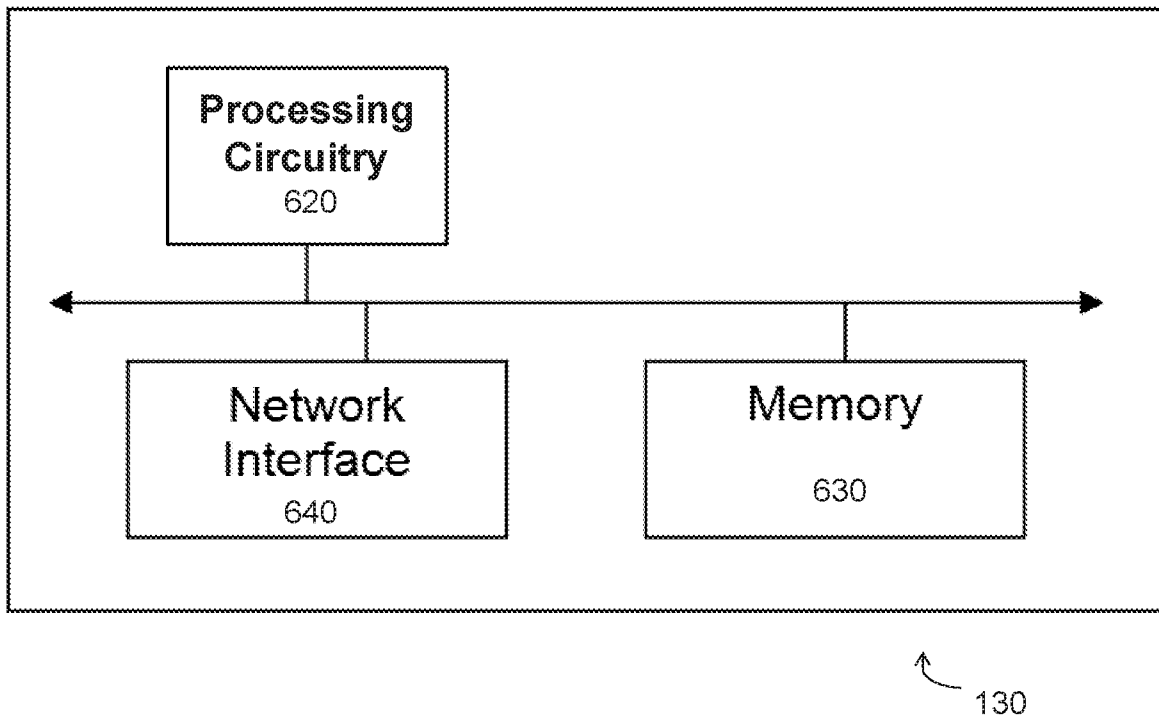 Processing
Circuitry
620
Network
Interface
640
Memory
630
130